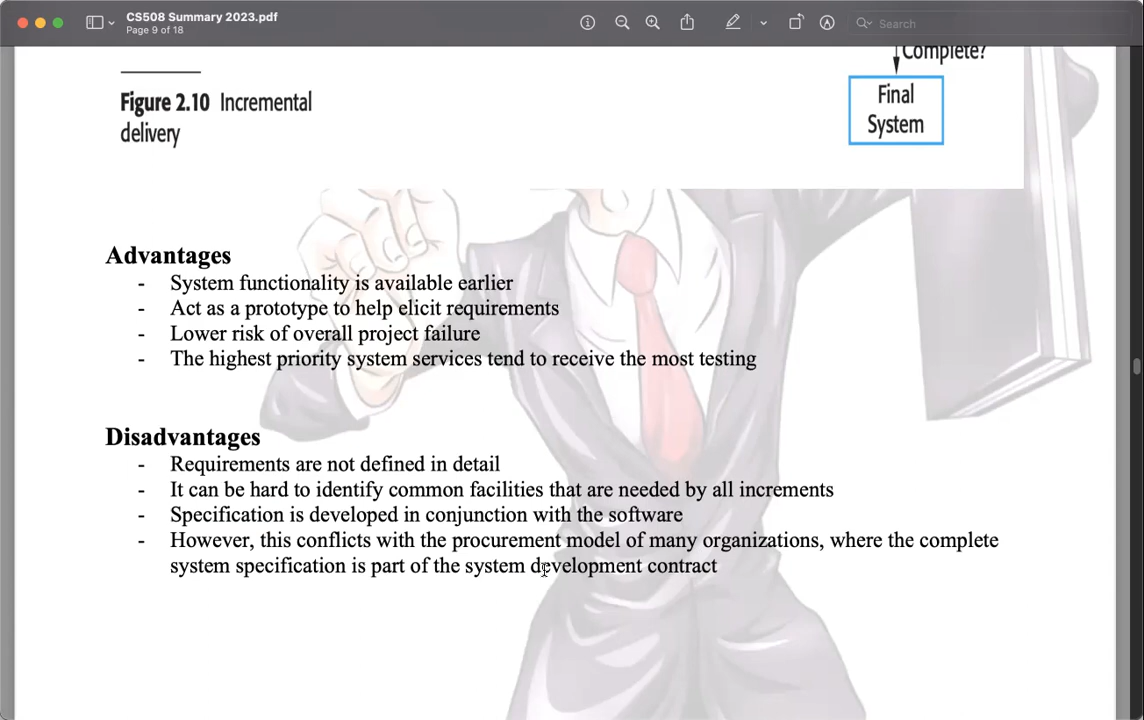 CS508 Summary 2023.pdf
Page 9 of 18
Search
Complete?
Final
System
Figure 2.10 Incremental
delivery
Advantages
- System functionality is available earlier
- Act as a prototype to help elicit requirements
- Lower risk of overall project failure
- The highest priority system services tend to receive the most testing
Disadvantages
- Requirements are not defined in detail
- It can be hard to identify common facilities that are needed by all increments
- Specification is developed in conjunction with the software
- However, this conflicts with the procurement model of many organizations, where the complete
system specification is part of the system development contract